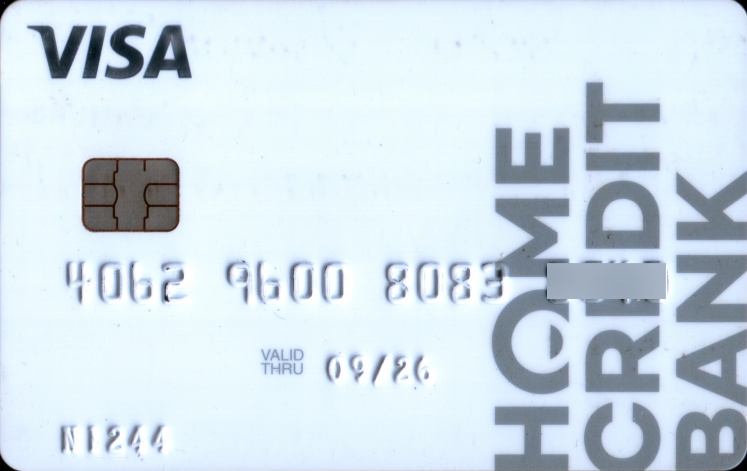 VISA
HOME
CREDIT
BANK
4062 9600 8083
VALID
THRU
09/26
N1244